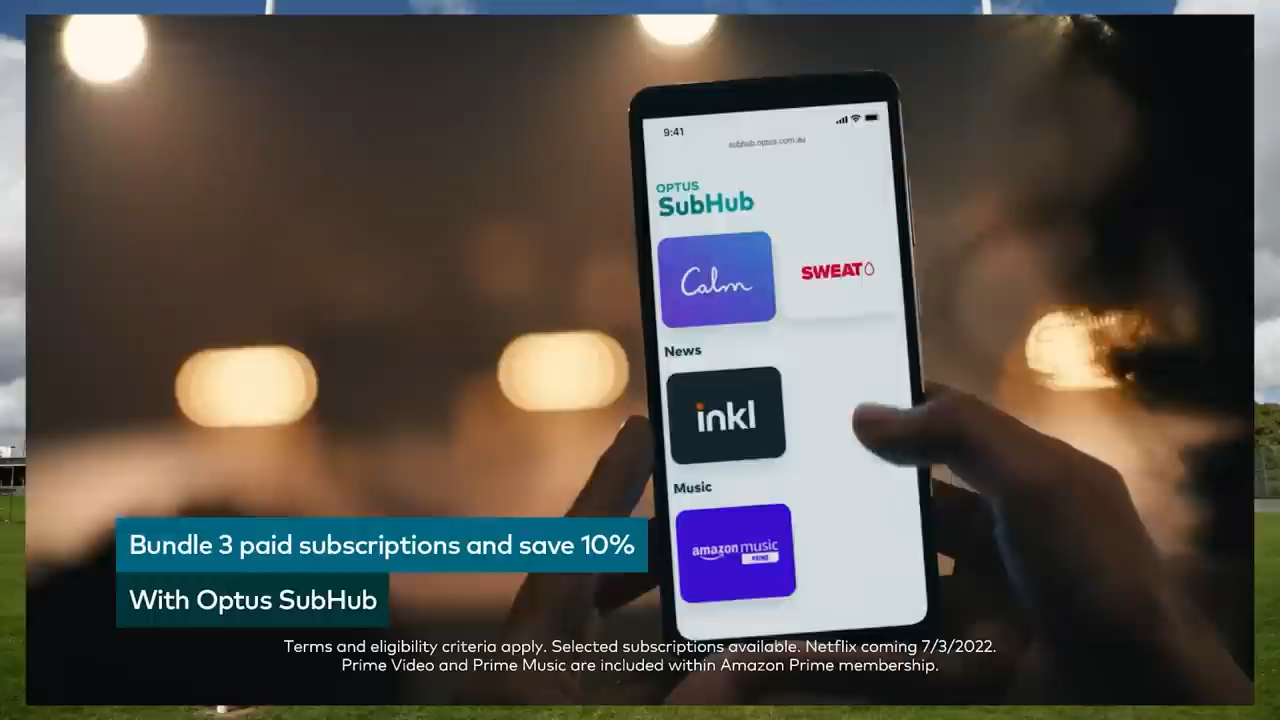 9:41
subhub.optus.com.au
OPTUS
SubHub
Calm
SWEAT
News
inkl
Music
amazon music
PRIME
Bundle 3 paid subscriptions and save 10%
With Optus SubHub
Terms and eligibility criteria apply. Selected subscriptions available. Netflix coming 7/3/2022.
Prime Video and Prime Music are included within Amazon Prime membership.